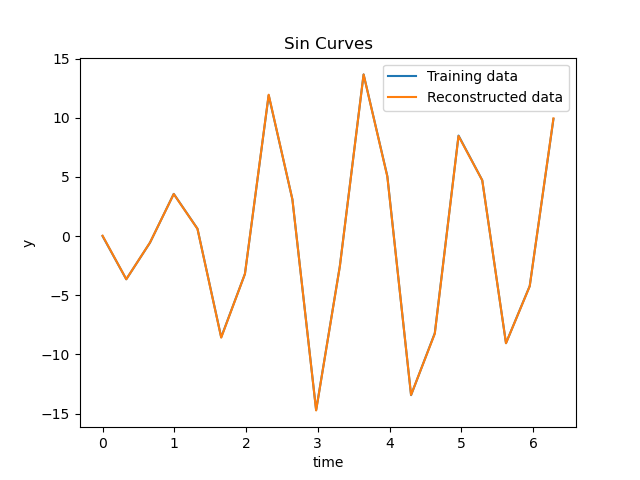 Sin Curves
Training data
Reconstructed data
15
10
5
0
−5
−10
−15
y
0 1 2 3 4 5 6
time